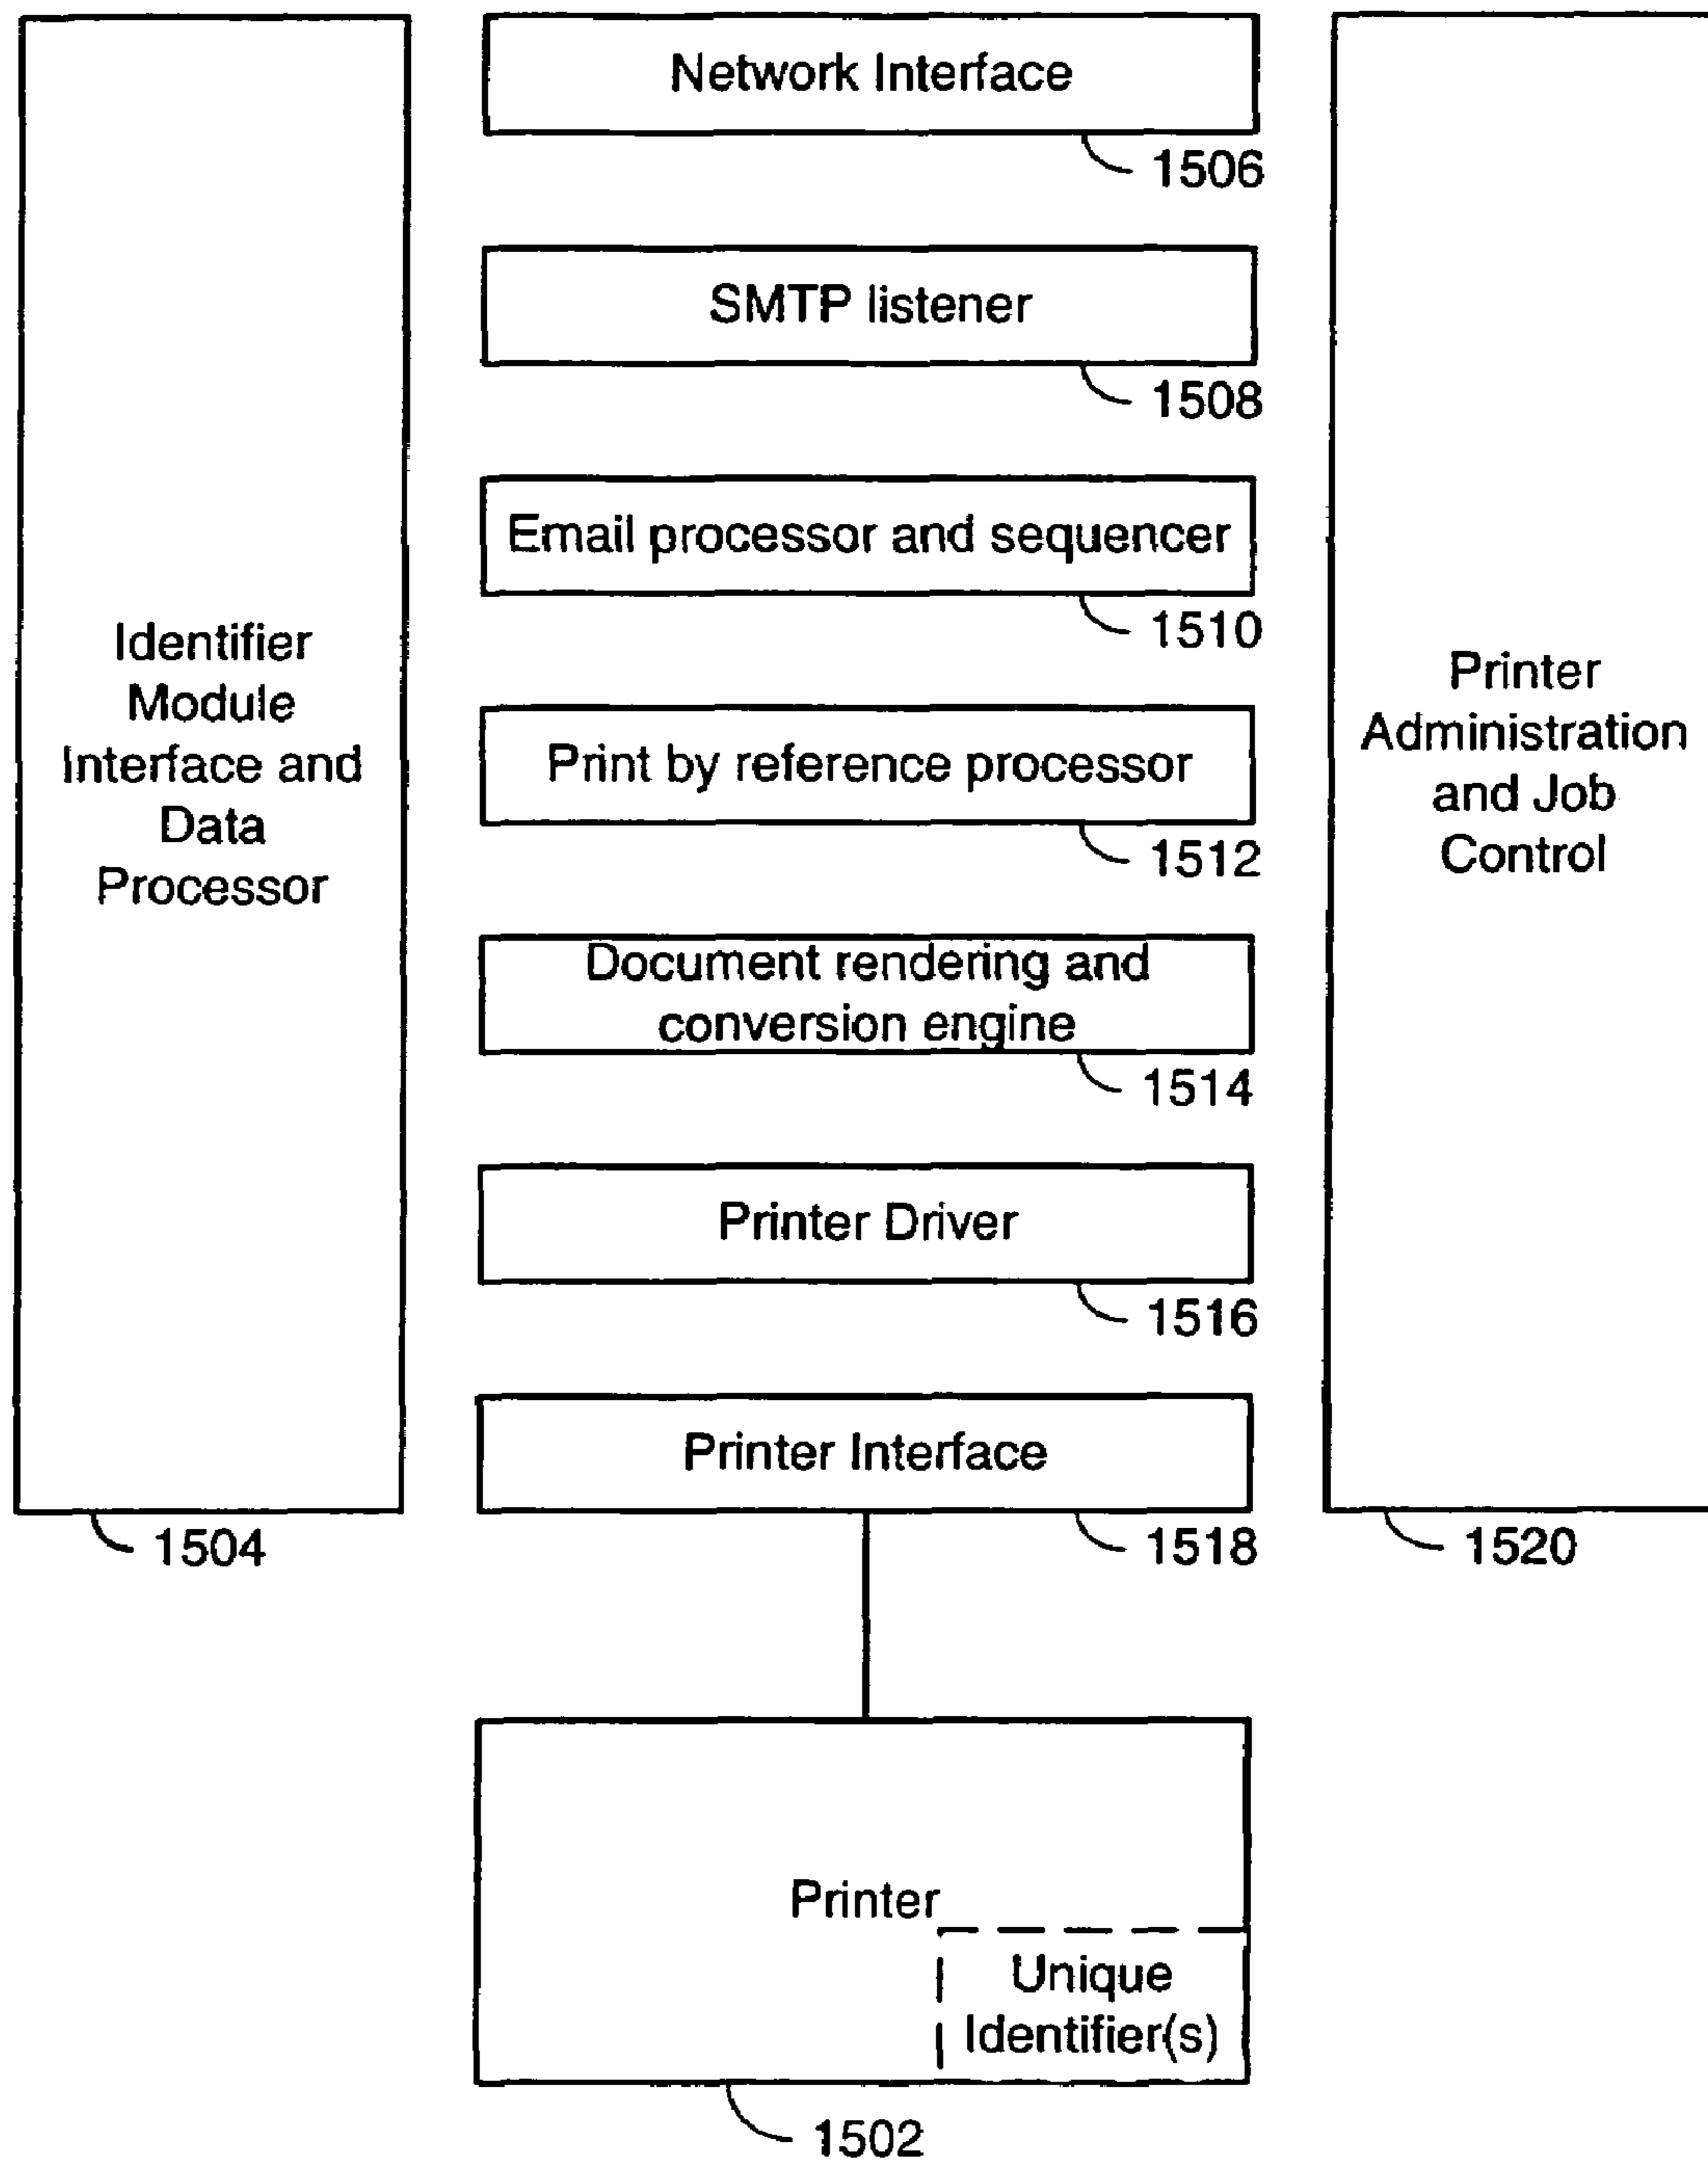 Network Interface
1506
SMTP listener
1508
Email processor and sequencer
1510
Identifier
Module
Interface and
Data
Processor
1504
Print by reference processor
1512
Document rendering and
conversion engine
1514
Printer Driver
1516
Printer Interface
1518
Printer
Administration
and Job
Control
1520
Printer
Unique
Identifier(s)
1502